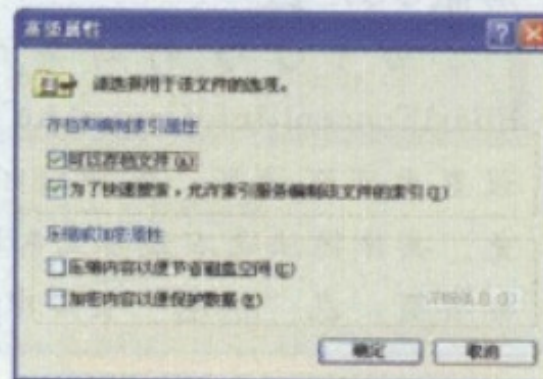 高级属性
请选择用于该文件的选项。
存档和编制索引属性
可以存档文件(A)
为了快速搜索，允许索引服务编制该文件的索引(I)
压缩或加密属性
压缩内容以便节省磁盘空间(C)
加密内容以便保护数据(E)
确定
取消